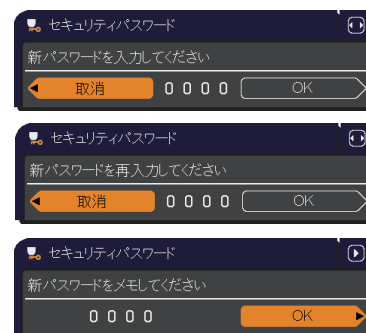 セキュリティパスワード
新パスワードを入力してください
取消 0 0 0 0 OK
セキュリティパスワード
新パスワードを再入力してください
取消 0 0 0 0 OK
セキュリティパスワード
新パスワードをメモしてください
0 0 0 0 OK